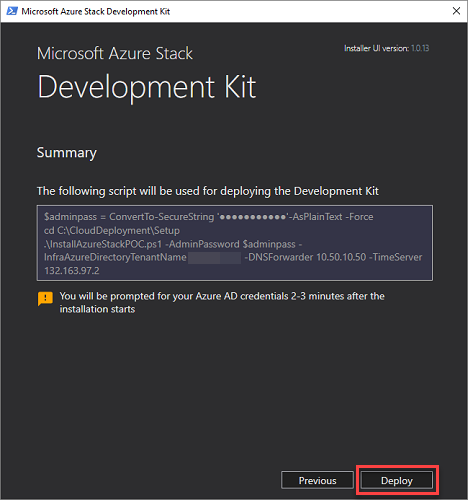 Microsoft Azure Stack Development Kit
Microsoft Azure Stack
Installer UI version: 1.0.13
Development Kit
Summary
The following script will be used for deploying the Development Kit
$adminpass = ConvertTo-SecureString '●●●●●●●●●●●'-AsPlainText -Force
cd C:\CloudDeployment\Setup
.\InstallAzureStackPOC.ps1 -AdminPassword $adminpass -
InfraAzureDirectoryTenantName -DNSForwarder 10.50.10.50 -TimeServer
132.163.97.2
You will be prompted for your Azure AD credentials 2-3 minutes after the
installation starts
Previous
Deploy